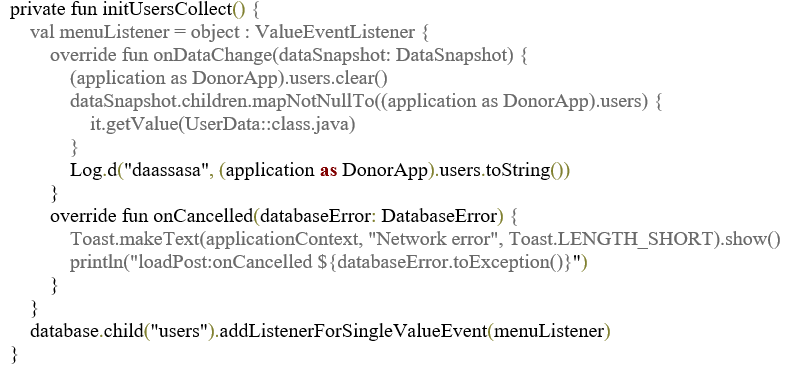 private fun initUsersCollect() {
val menuListener = object : ValueEventListener {
override fun onDataChange(dataSnapshot: DataSnapshot) {
(application as DonorApp).users.clear()
dataSnapshot.children.mapNotNullTo((application as DonorApp).users) {
it.getValue(UserData::class.java)
}
Log.d("daassasa", (application as DonorApp).users.toString())
}
override fun onCancelled(databaseError: DatabaseError) {
Toast.makeText(applicationContext, "Network error", Toast.LENGTH_SHORT).show()
println("loadPost:onCancelled ${databaseError.toException()}")
}
}
database.child("users").addListenerForSingleValueEvent(menuListener)
}